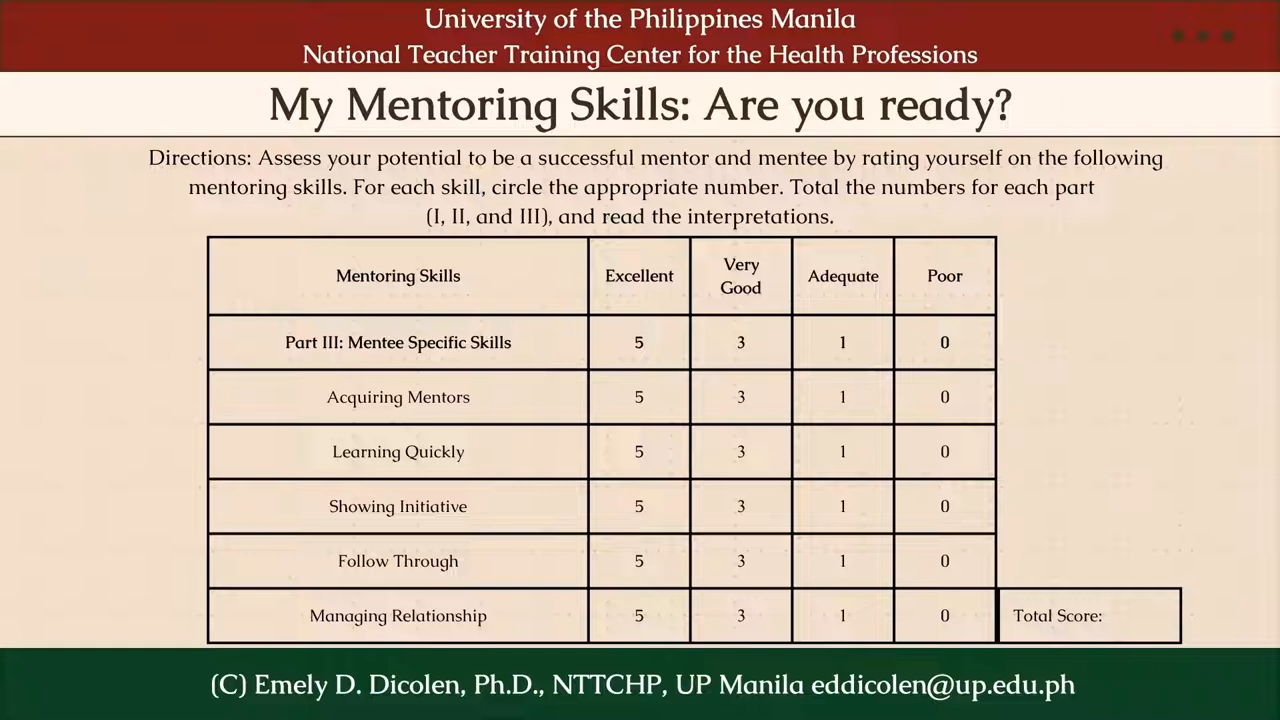 University of the Philippines Manila
National Teacher Training Center for the Health Professions
My Mentoring Skills: Are you ready?
Directions: Assess your potential to be a successful mentor and mentee by rating yourself on the following
mentoring skills. For each skill, circle the appropriate number. Total the numbers for each part
(I, II, and III), and read the interpretations.
Mentoring Skills Excellent Very Good Adequate Poor
Part III: Mentee Specific Skills 5 3 1 0
Acquiring Mentors 5 3 1 0
Learning Quickly 5 3 1 0
Showing Initiative 5 3 1 0
Follow Through 5 3 1 0
Managing Relationship 5 3 1 0 Total Score:
(C) Emely D. Dicolen, Ph.D., NTTCHP, UP Manila eddicolen@up.edu.ph